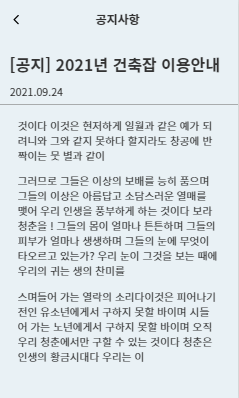 공지사항
[공지] 2021년 건축잡 이용안내
2021.09.24
것이다 이것은 현저하게 일월과 같은 예가 되
려니와 그와 같지 못하다 할지라도 창공에 반
짝이는 뭇 별과 같이
그러므로 그들은 이상의 보배를 능히 품으며
그들의 이상은 아름답고 소담스러운 열매를
맺어 우리 인생을 풍부하게 하는 것이다 보라
청춘을 ! 그들의 몸이 얼마나 튼튼하며 그들의
피부가 얼마나 생생하며 그들의 눈에 무엇이
타오르고 있는가? 우리 눈이 그것을 보는 때에
우리의 귀는 생의 찬미를
스며들어 가는 열락의 소리다이것은 피어나기
전인 유소년에게서 구하지 못할 바이며 시들
어 가는 노년에게서 구하지 못할 바이며 오직
우리 청춘에서만 구할 수 있는 것이다 청춘은
인생의 황금시대다 우리는 이